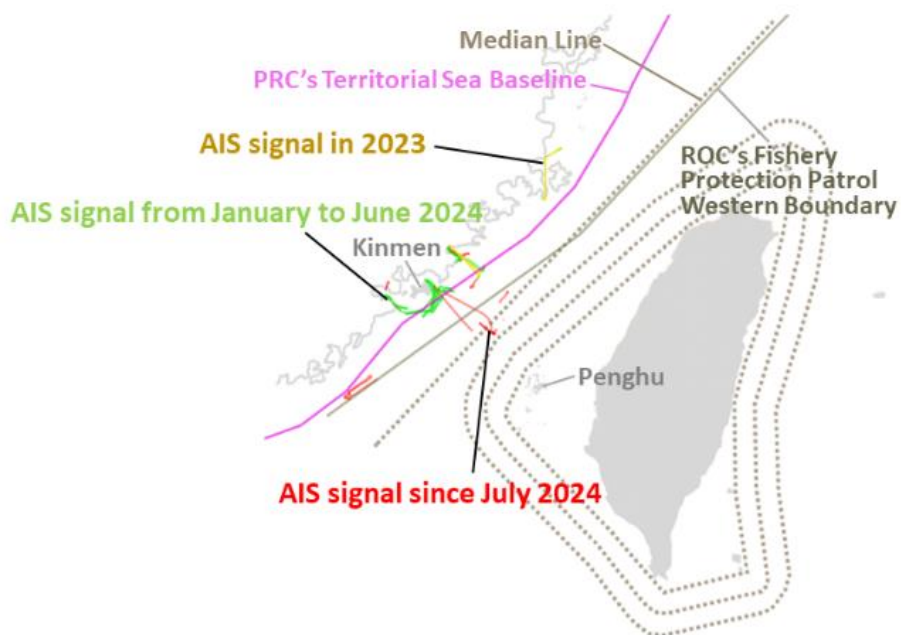 Median Line
PRC's Territorial Sea Baseline
AIS signal in 2023
ROC's Fishery
Protection Patrol
Western Boundary
AIS signal from January to June 2024
Kinmen
Penghu
AIS signal since July 2024